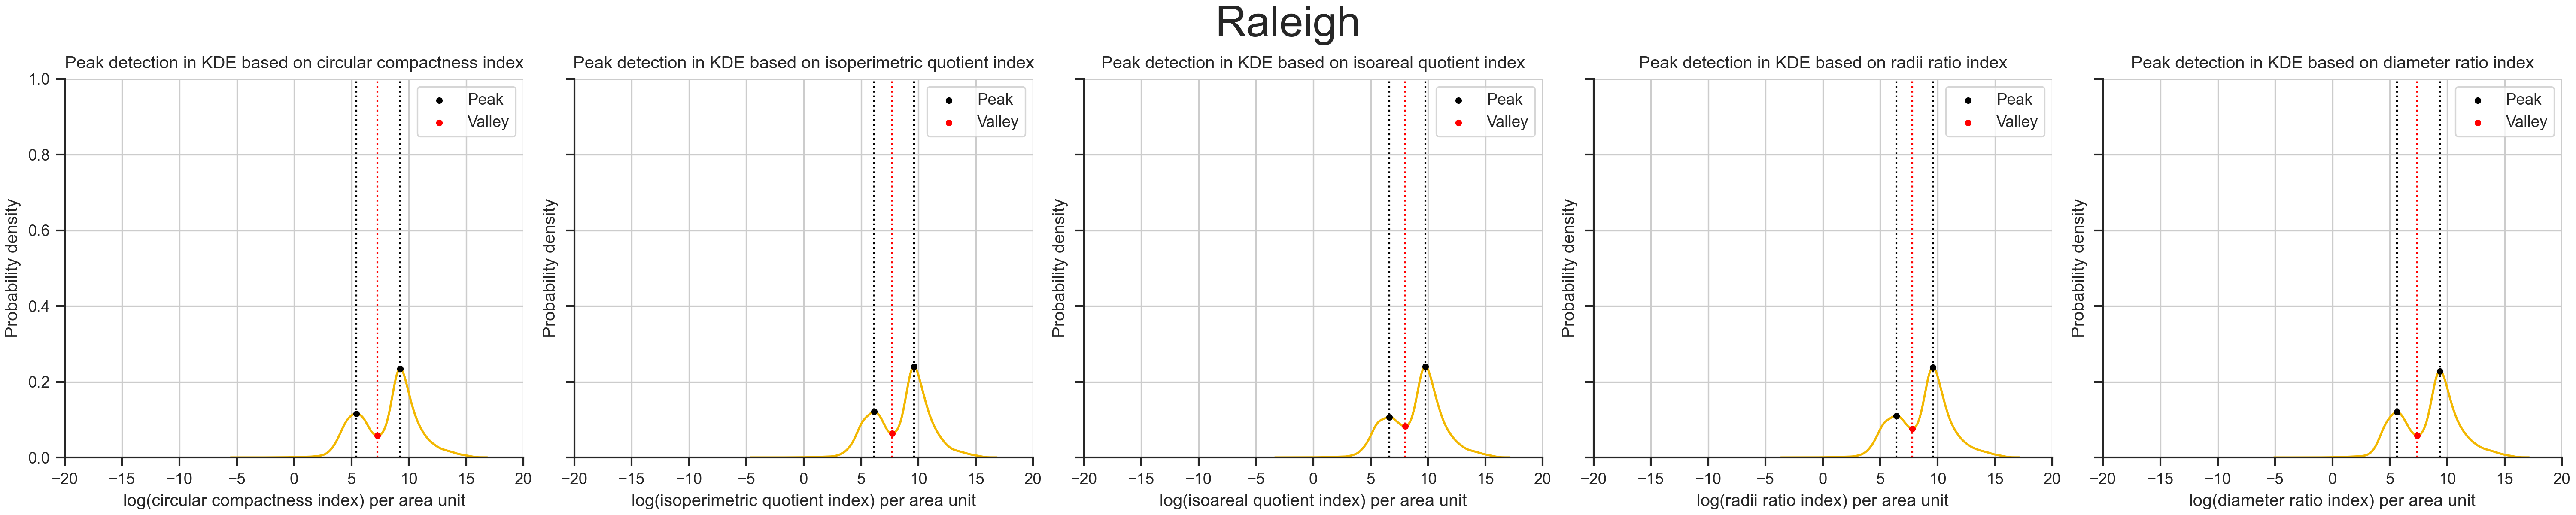 Raleigh
Peak detection in KDE based on circular compactness index
Peak
Valley
Probability density
1.0
0.8
0.6
0.4
0.2
0.0
−20 −15 −10 −5 0 5 10 15 20
log(circular compactness index) per area unit
Peak detection in KDE based on isoperimetric quotient index
Peak
Valley
Probability density
−20 −15 −10 −5 0 5 10 15 20
log(isoperimetric quotient index) per area unit
Peak detection in KDE based on isoareal quotient index
Peak
Valley
Probability density
−20 −15 −10 −5 0 5 10 15 20
log(isoareal quotient index) per area unit
Peak detection in KDE based on radii ratio index
Peak
Valley
Probability density
−20 −15 −10 −5 0 5 10 15 20
log(radii ratio index) per area unit
Peak detection in KDE based on diameter ratio index
Peak
Valley
Probability density
−20 −15 −10 −5 0 5 10 15 20
log(diameter ratio index) per area unit